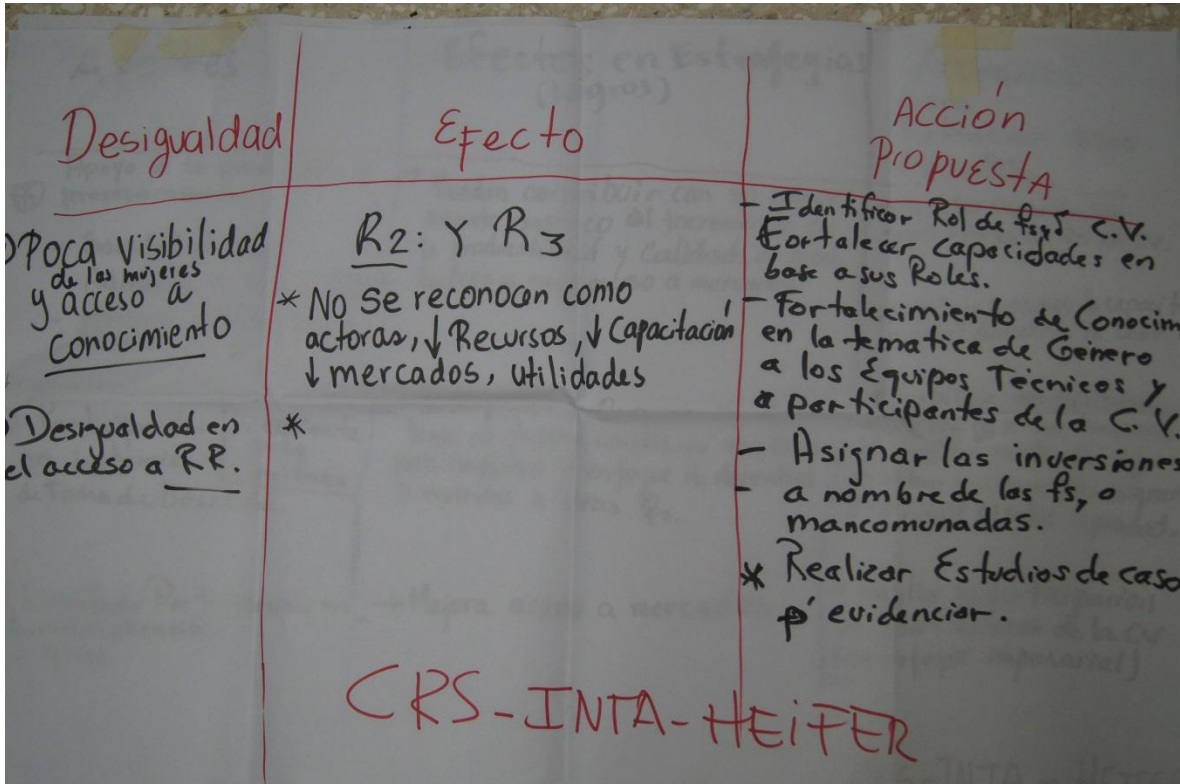 Desigualdad
Efecto
Acción
Propuesta
Poca Visibilidad
de las mujeres
y acceso a
conocimiento
Desigualdad en
el acceso a RR.
R2: Y R3
* No se reconocen como
actoras, ↓ Recursos, ↓ Capacitación
↓ mercados, utilidades
*
- Identificar Rol de C.V.
Fortalecer capacidades en
base a sus Roles.
- Fortalecimiento de Conocim
en la tematica de Genero
a los Equipos Técnicos y
a participantes de la C.V.
- Asignar las inversiones
- a nombre de las fs, o
mancomunadas.
* Realizar Estudios de caso
p' evidenciar.
CRS-INTA-HEiFER